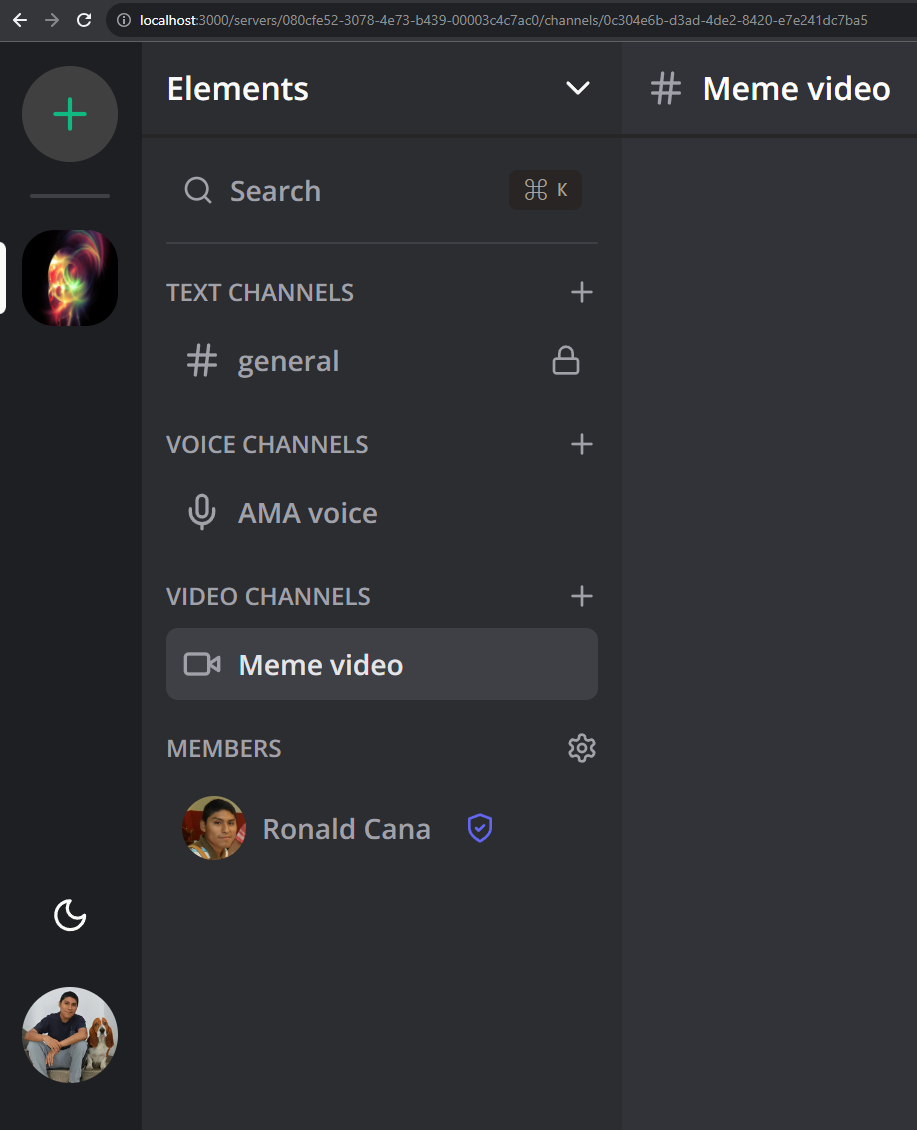 localhost:3000/servers/080cfe52-3078-4e73-b439-00003c4c7ac0/channels/0c304e6b-d3ad-4de2-8420-e7e241dc7ba5
Elements
# Meme video
Search
⌘ K
TEXT CHANNELS
# general
VOICE CHANNELS
AMA voice
VIDEO CHANNELS
Meme video
MEMBERS
Ronald Cana